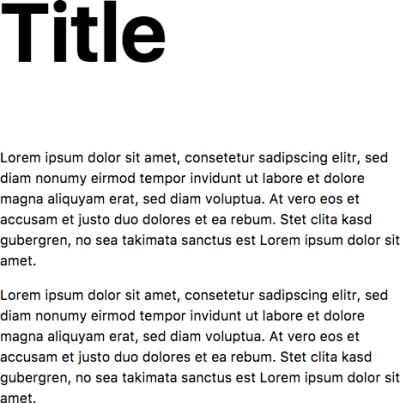 Title
Lorem ipsum dolor sit amet, consetetur sadipscing elitr, sed
diam nonumy eirmod tempor invidunt ut labore et dolore
magna aliquyam erat, sed diam voluptua. At vero eos et
accusam et justo duo dolores et ea rebum. Stet clita kasd
gubergren, no sea takimata sanctus est Lorem ipsum dolor sit
amet.
Lorem ipsum dolor sit amet, consetetur sadipscing elitr, sed
diam nonumy eirmod tempor invidunt ut labore et dolore
magna aliquyam erat, sed diam voluptua. At vero eos et
accusam et justo duo dolores et ea rebum. Stet clita kasd
gubergren, no sea takimata sanctus est Lorem ipsum dolor sit
amet.